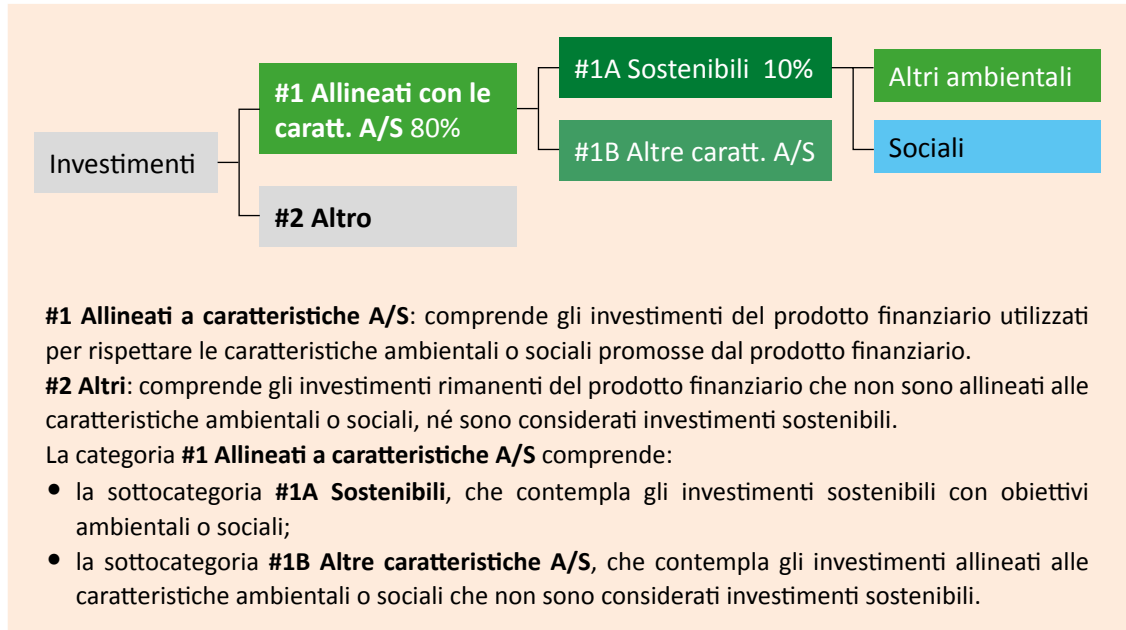 #1A Sostenibili 10%
Altri ambientali
#1 Allineati con le
caratt. A/S 80%
#1B Altre caratt. A/S
Sociali
Investimenti
#2 Altro
#1 Allineati a caratteristiche A/S: comprende gli investimenti del prodotto finanziario utilizzati
per rispettare le caratteristiche ambientali o sociali promosse dal prodotto finanziario.
#2 Altri: comprende gli investimenti rimanenti del prodotto finanziario che non sono allineati alle
caratteristiche ambientali o sociali, né sono considerati investimenti sostenibili.
La categoria #1 Allineati a caratteristiche A/S comprende:
• la sottocategoria #1A Sostenibili, che contempla gli investimenti sostenibili con obiettivi
ambientali o sociali;
• la sottocategoria #1B Altre caratteristiche A/S, che contempla gli investimenti allineati alle
caratteristiche ambientali o sociali che non sono considerati investimenti sostenibili.